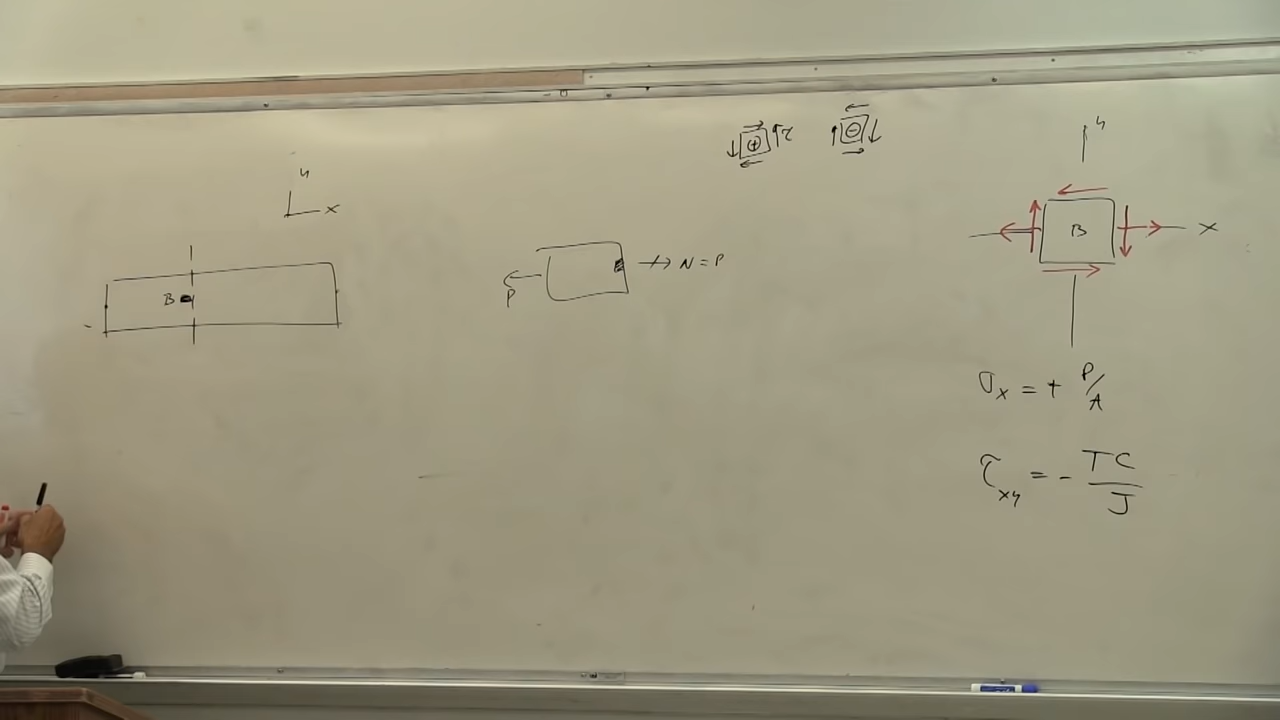 y
x
B
P
N = P
⊕ τ
⊖
y
B
x
σx = + P/A
τxy = - TC/J